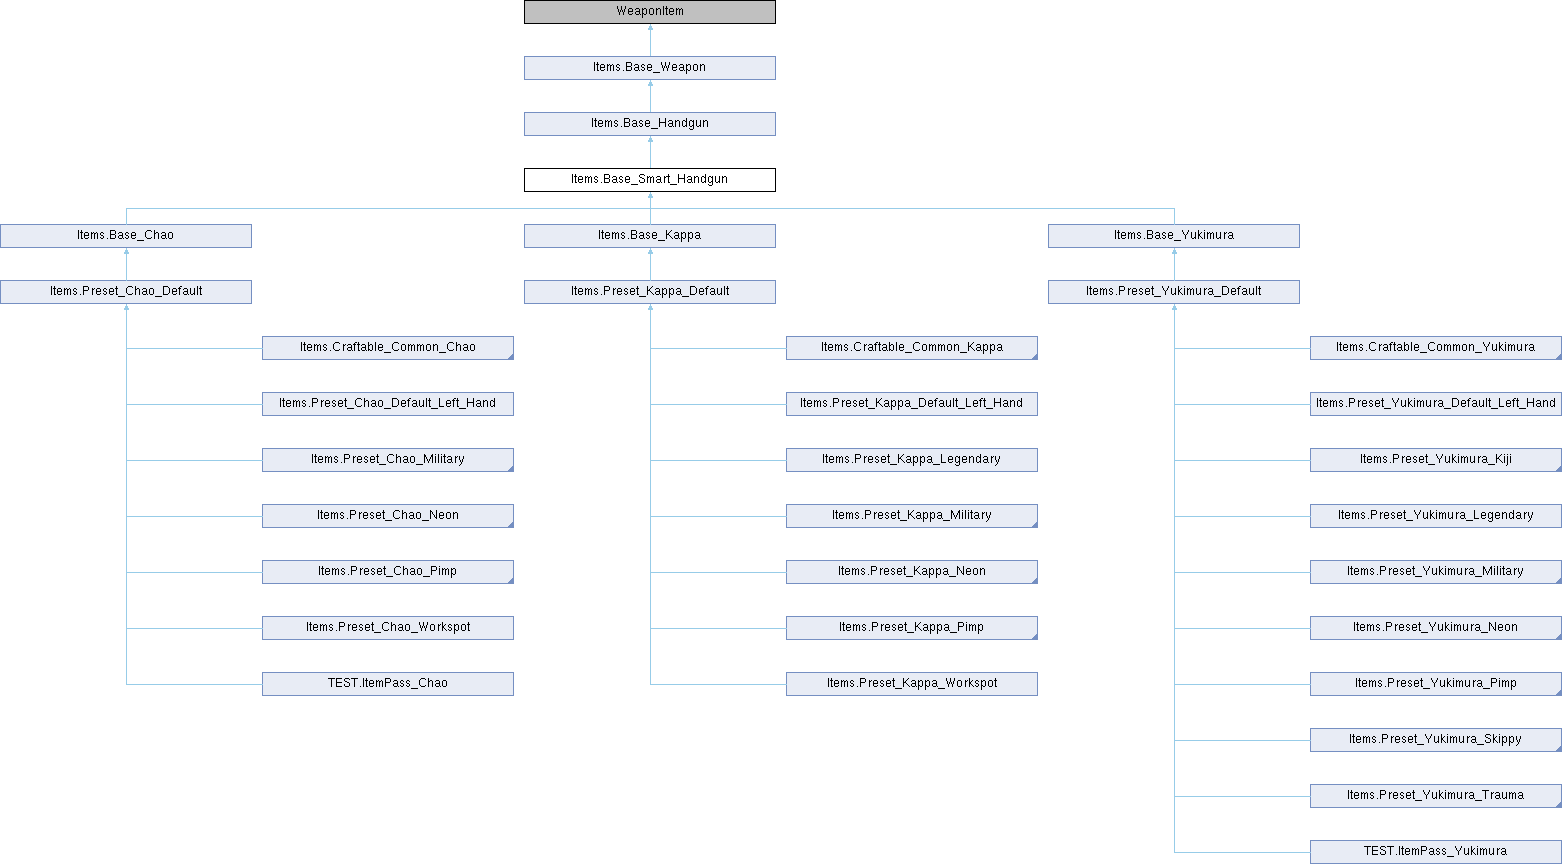 WeaponItem
Items.Base_Weapon
Items.Base_Handgun
Items.Base_Smart_Handgun
Items.Base_Chao
Items.Base_Kappa
Items.Base_Yukimura
Items.Preset_Chao_Default
Items.Preset_Kappa_Default
Items.Preset_Yukimura_Default
Items.Craftable_Common_Chao
Items.Craftable_Common_Kappa
Items.Craftable_Common_Yukimura
Items.Preset_Chao_Default_Left_Hand
Items.Preset_Kappa_Default_Left_Hand
Items.Preset_Yukimura_Default_Left_Hand
Items.Preset_Chao_Military
Items.Preset_Kappa_Legendary
Items.Preset_Yukimura_Kiji
Items.Preset_Chao_Neon
Items.Preset_Kappa_Military
Items.Preset_Yukimura_Legendary
Items.Preset_Chao_Pimp
Items.Preset_Kappa_Neon
Items.Preset_Yukimura_Military
Items.Preset_Chao_Workspot
Items.Preset_Kappa_Pimp
Items.Preset_Yukimura_Neon
TEST.ItemPass_Chao
Items.Preset_Kappa_Workspot
Items.Preset_Yukimura_Pimp
Items.Preset_Yukimura_Skippy
Items.Preset_Yukimura_Trauma
TEST.ItemPass_Yukimura